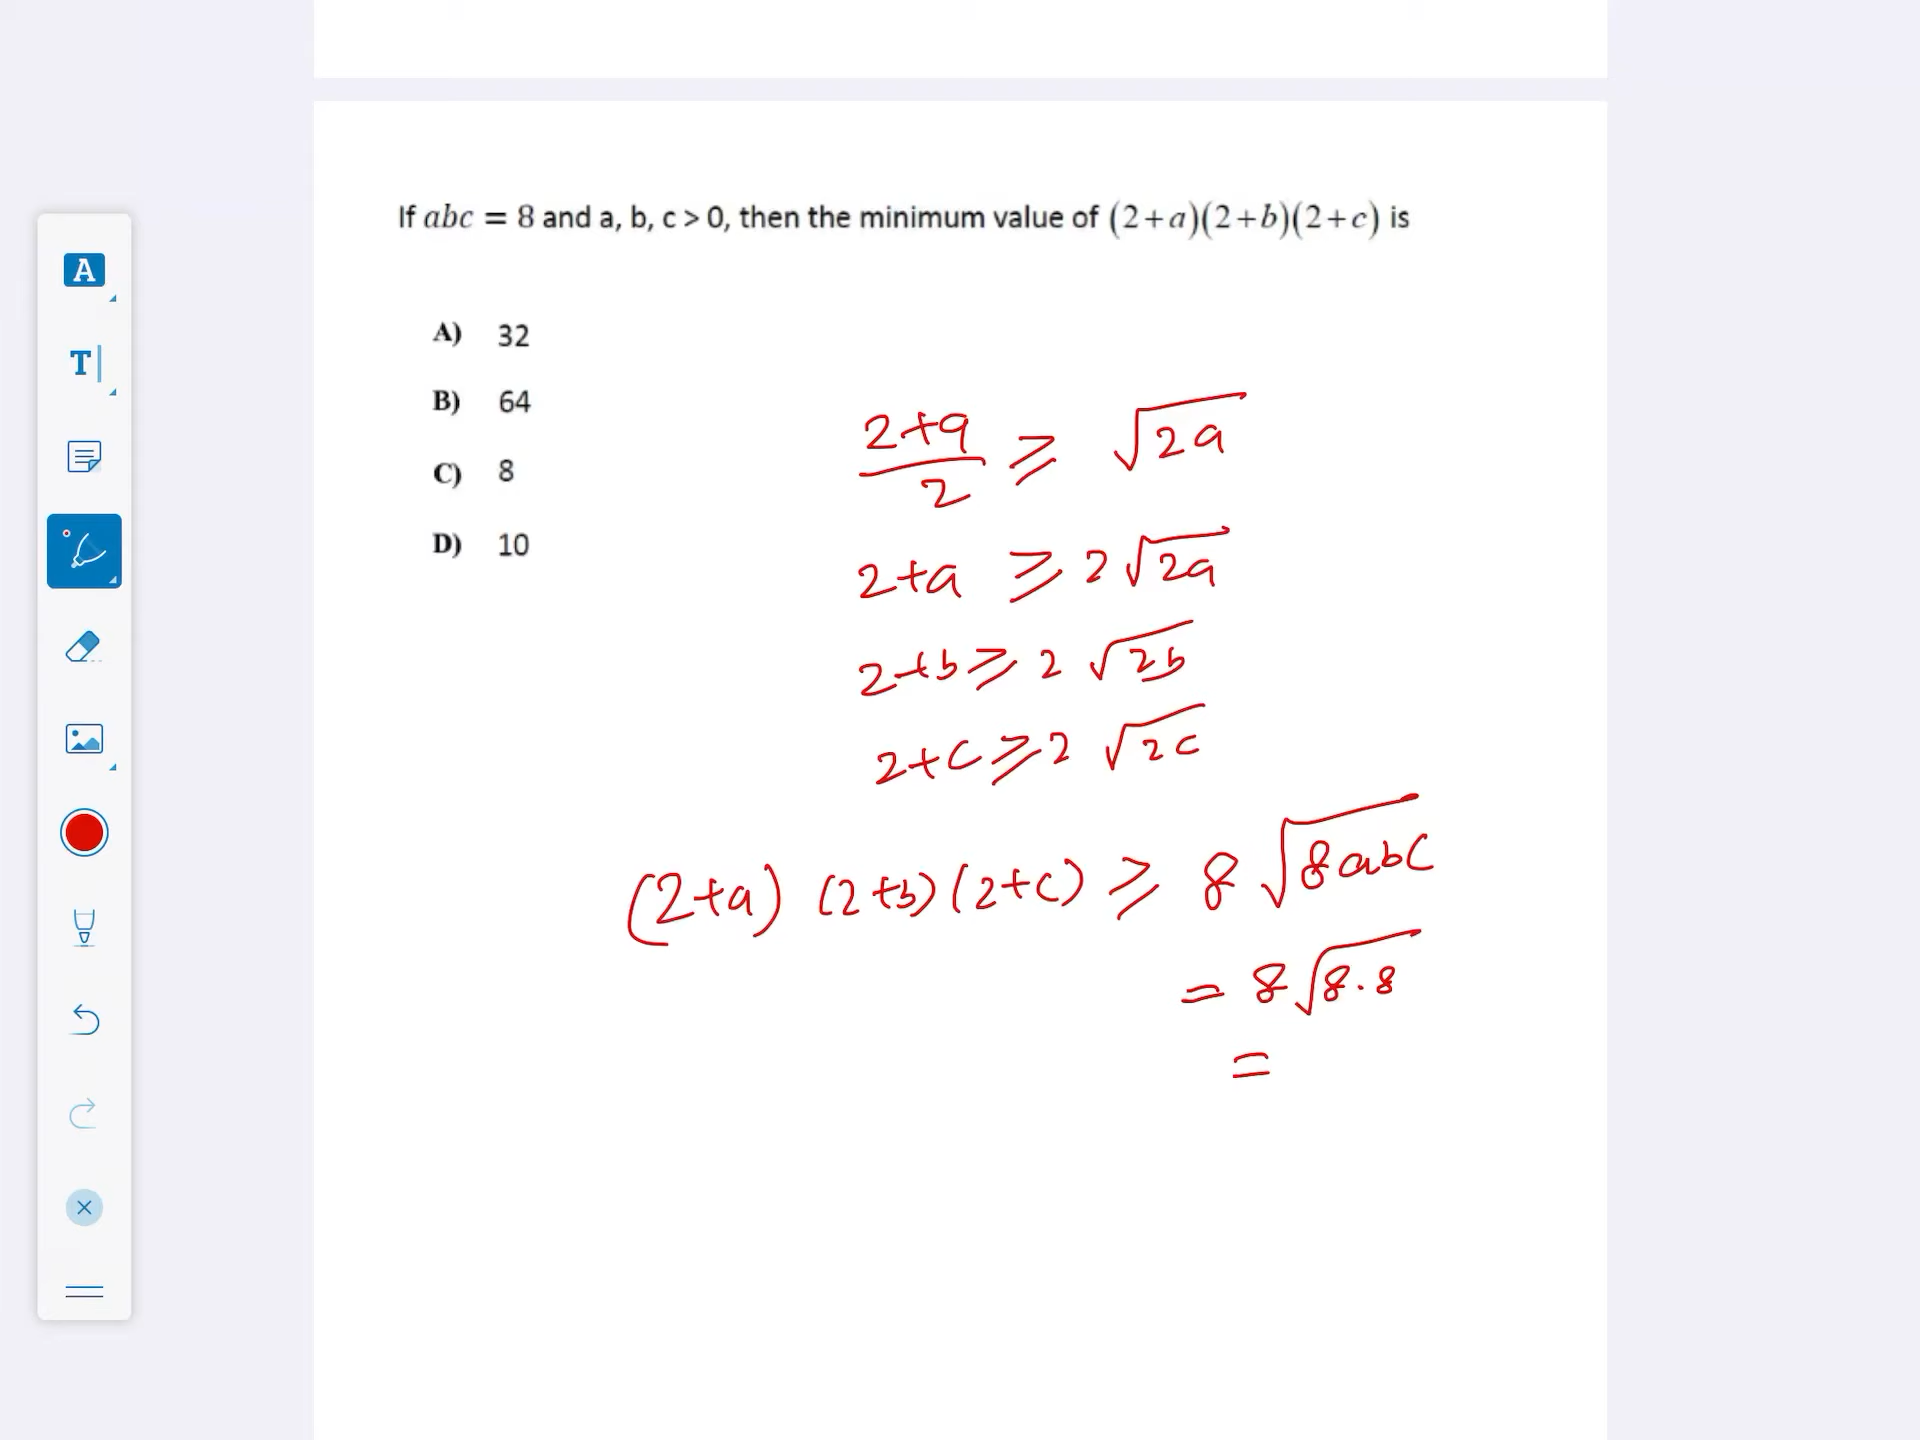 If abc = 8 and a, b, c > 0, then the minimum value of (2+a)(2+b)(2+c) is
A) 32
B) 64
C) 8
D) 10
2+a/2 ≥ √2a
2+a ≥ 2√2a
2+b ≥ 2√2b
2+c ≥ 2√2c
(2+a)(2+b)(2+c) ≥ 8√8abc
= 8√8.8
=
A
T